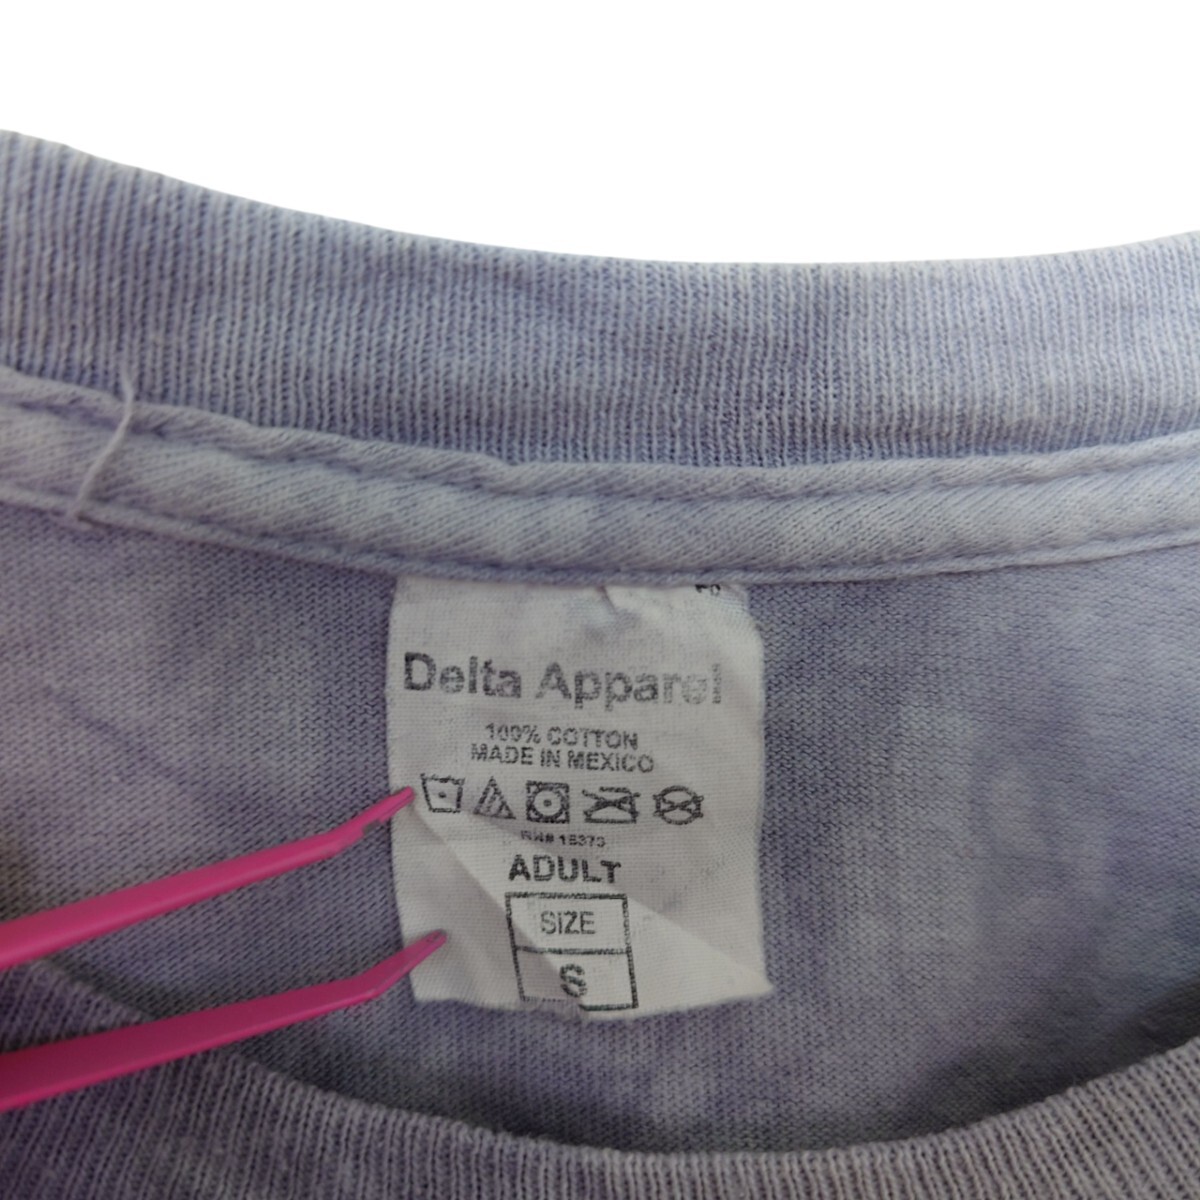 Delta Apparel
100% COTTON
MADE IN MEXICO
ADULT
SIZE
S